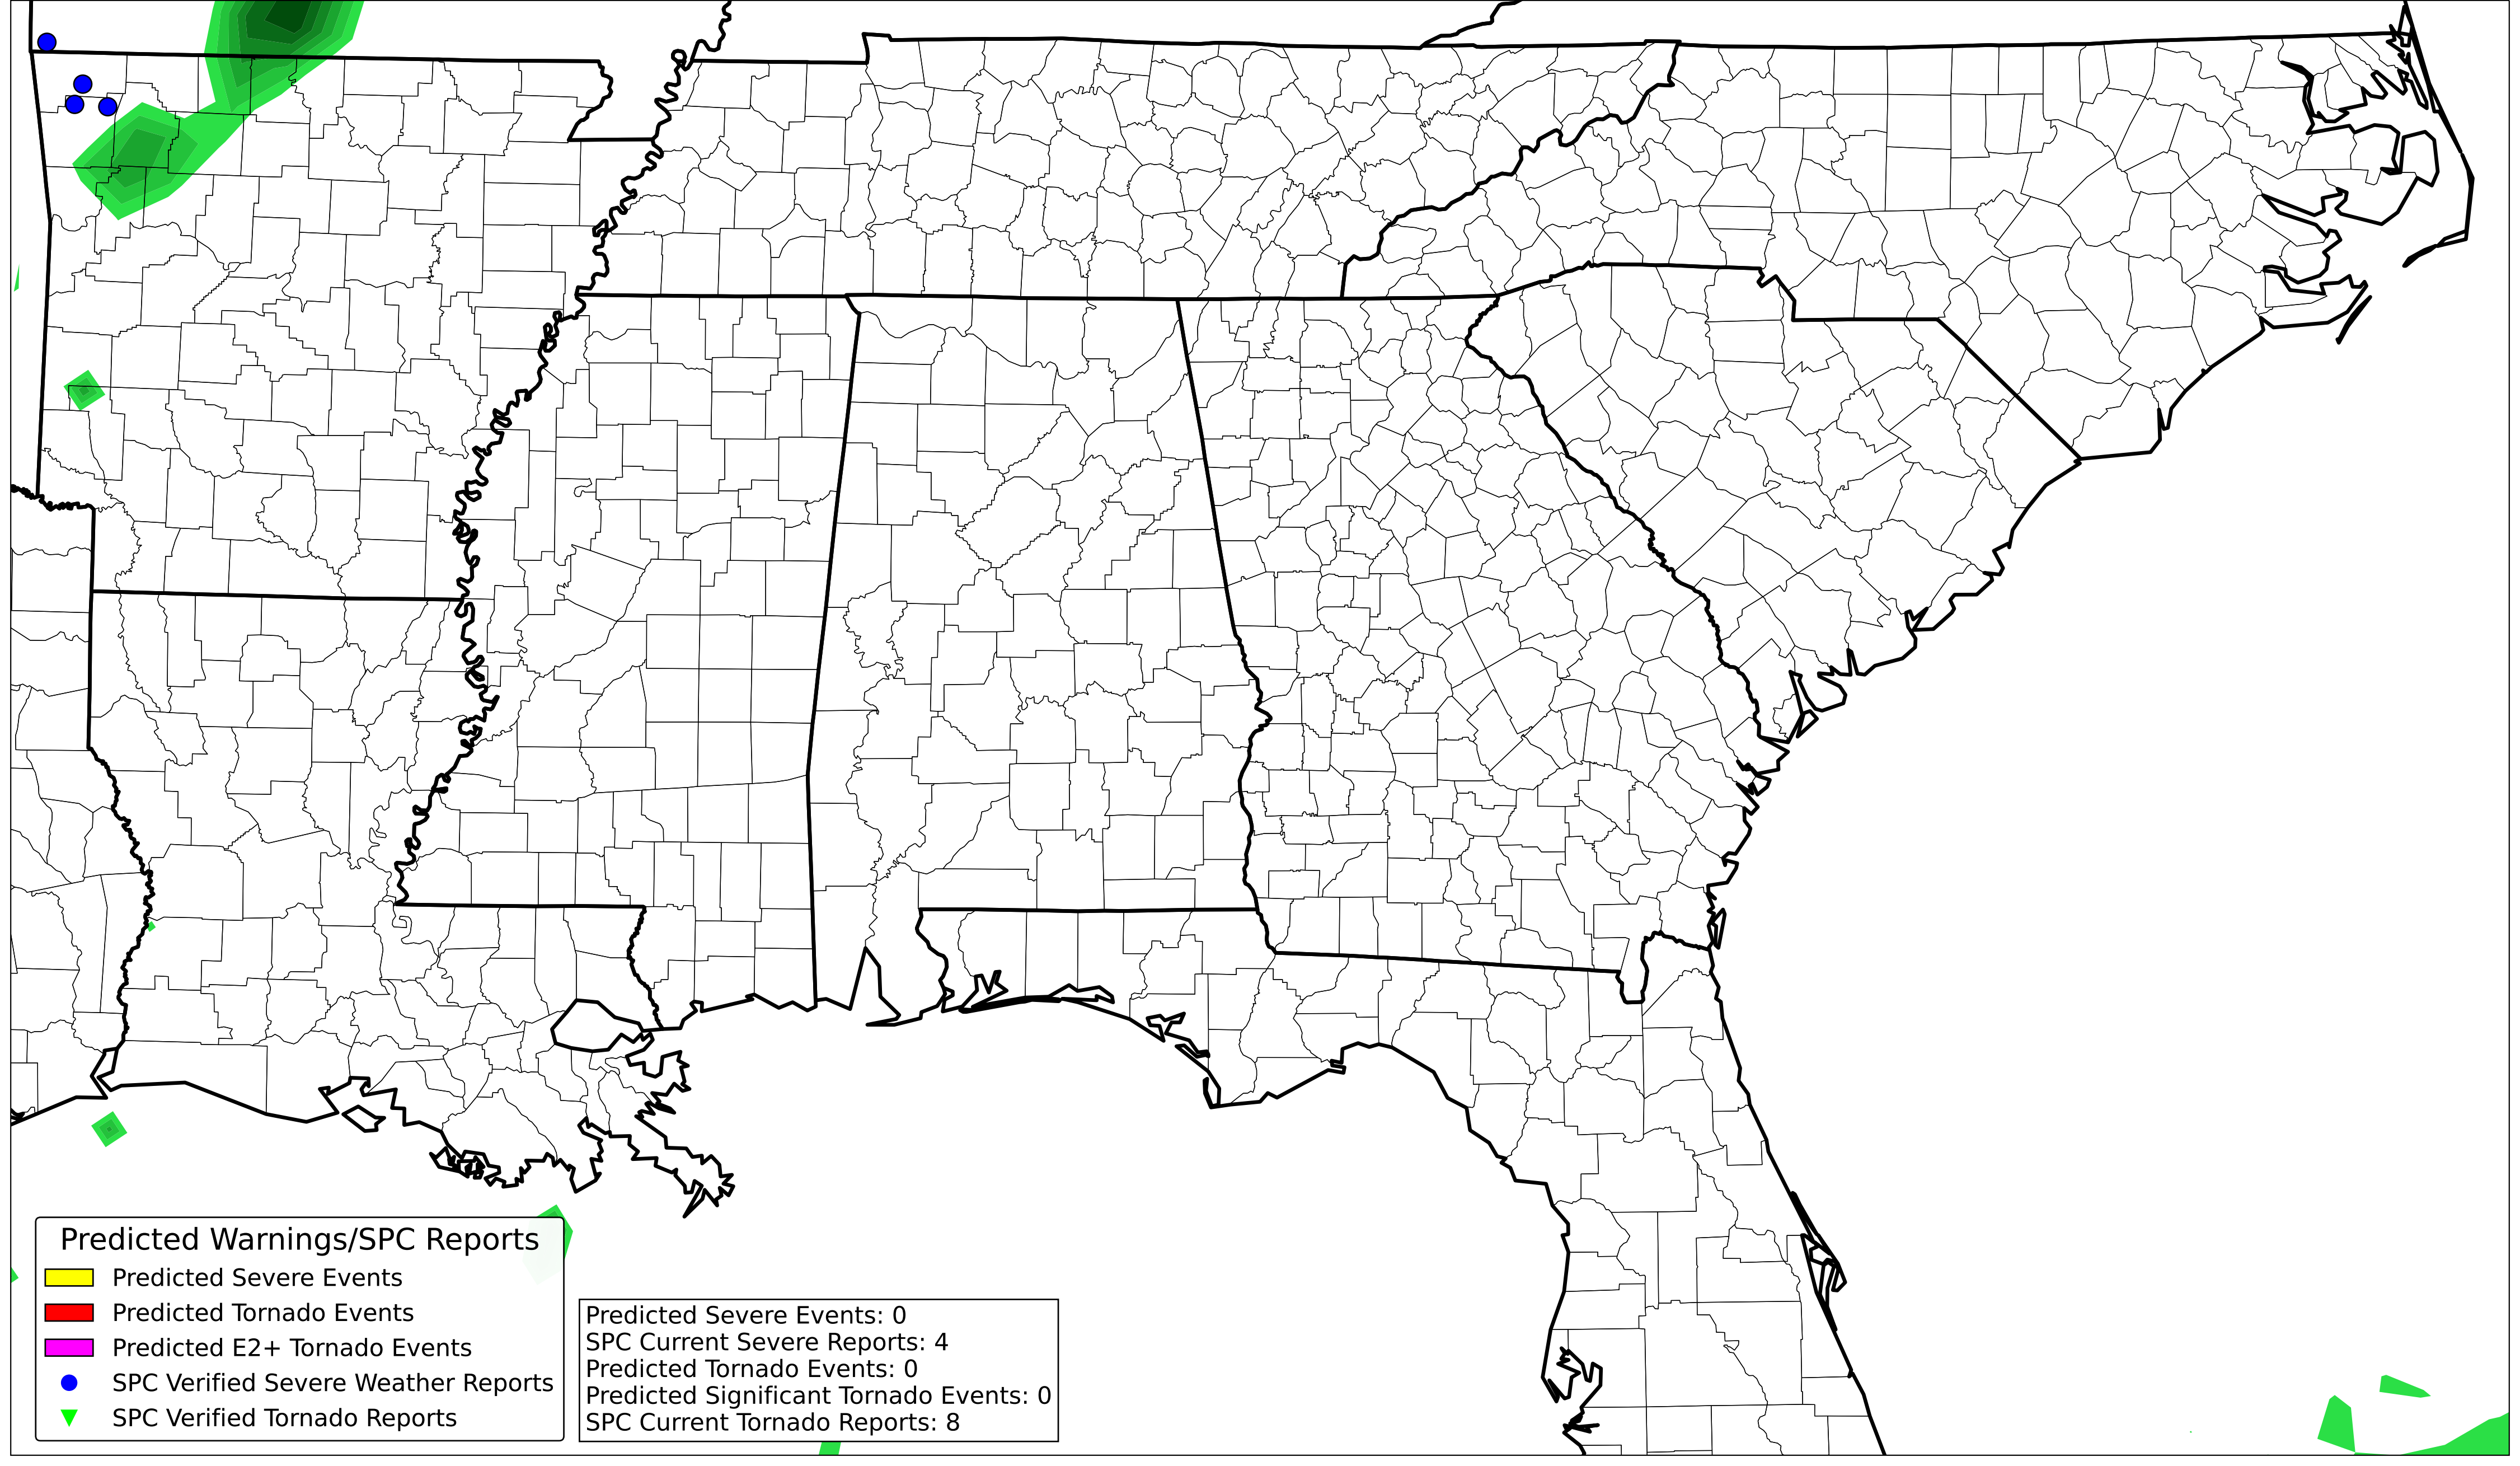 Predicted Warnings/SPC Reports
Predicted Severe Events
Predicted Tornado Events
Predicted E2+ Tornado Events
SPC Verified Severe Weather Reports
SPC Verified Tornado Reports
Predicted Severe Events: 0
SPC Current Severe Reports: 4
Predicted Tornado Events: 0
Predicted Significant Tornado Events: 0
SPC Current Tornado Reports: 8